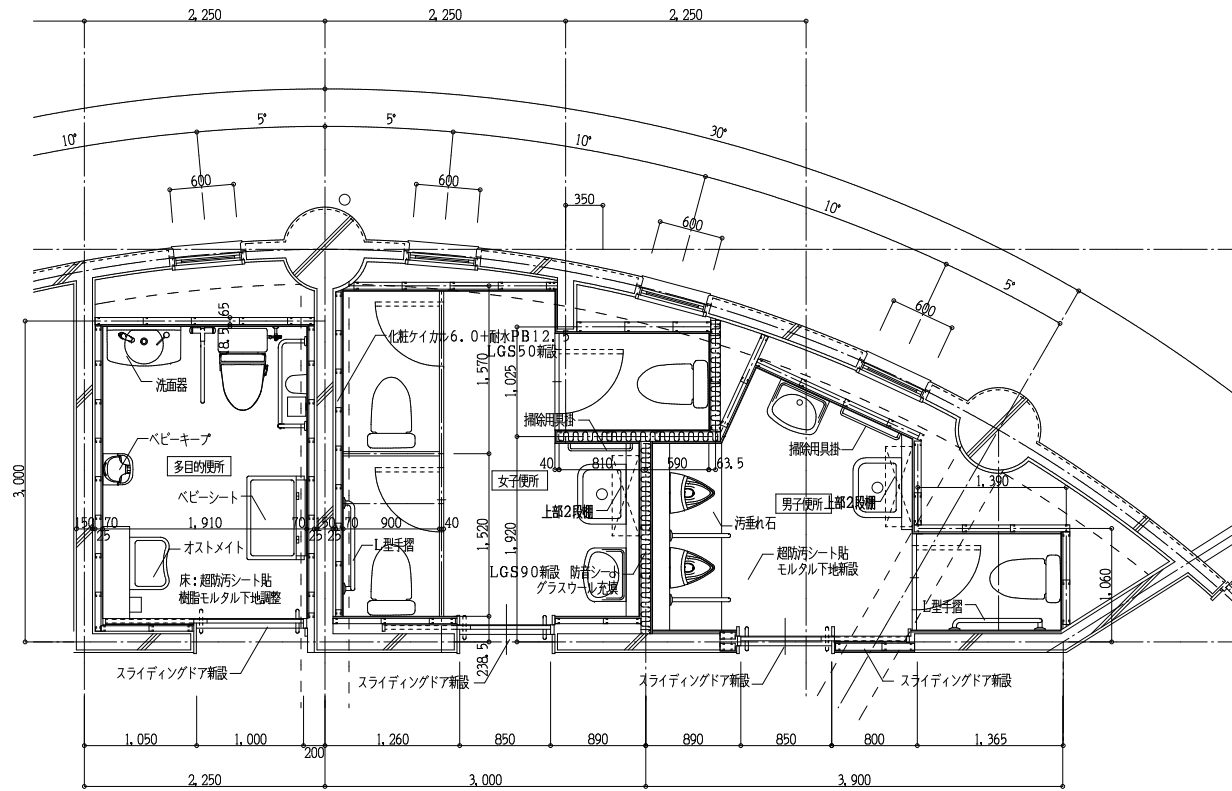 2,250
2,250
2,250
10°
5°
5°
10°
30°
10°
5°
600
600
350
600
600
65
化粧ケイカル6.0+耐水PB12.5
LGS50新設
洗面器
1,570
1,025
掃除用具掛
掃除用具掛
ベビーキープ
多目的便所
ベビーシート
女子便所
男子便所
上部2段棚
上部2段棚
40
810
590
63.5
1,390
3,000
150
70
25
1,910
70
25
150
25
70
900
40
1,520
1,920
L型手摺
汚垂れ石
オストメイト
床:超防汚シート貼
樹脂モルタル下地調整
LGS90新設 防音シート
グラスウール充填
超防汚シート貼
モルタル下地新設
L型手摺
1,060
238.5
スライディングドア新設
スライディングドア新設
スライディングドア新設
スライディングドア新設
1,050
1,000
200
1,260
850
890
890
850
800
1,365
2,250
3,000
3,900